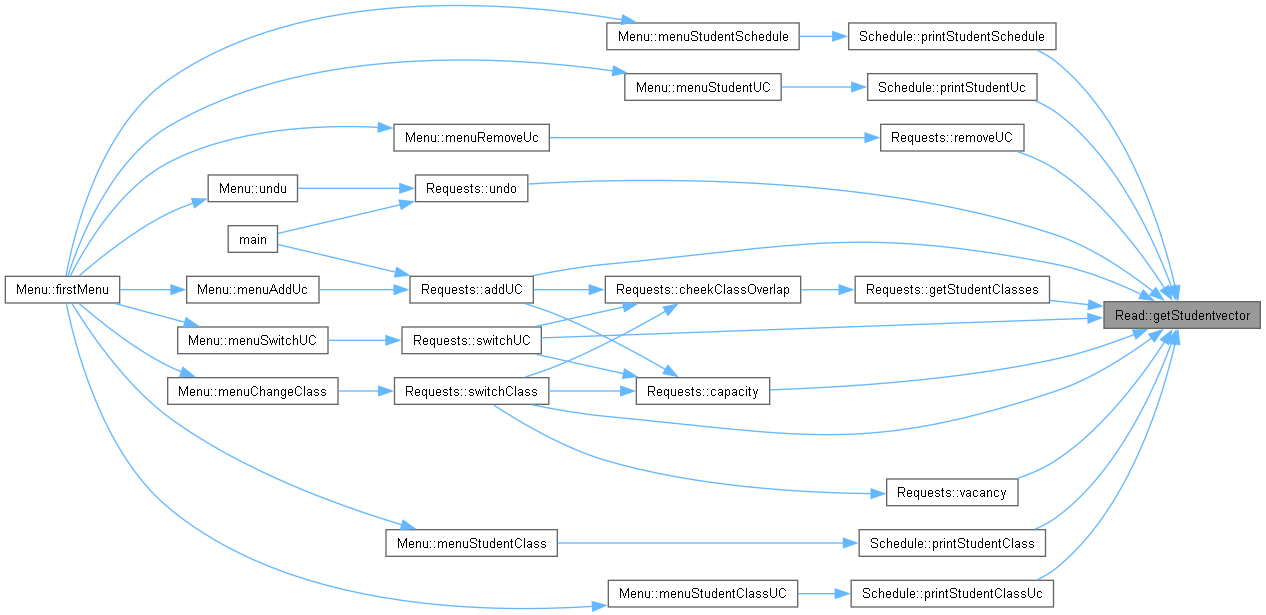 Menu::menuStudentSchedule
Schedule::printStudentSchedule
Menu::menuStudentUC
Schedule::printStudentUc
Menu::menuRemoveUc
Requests::removeUC
Menu::undu
Requests::undo
main
Menu::firstMenu
Menu::menuAddUc
Requests::addUC
Requests::cheekClassOverlap
Requests::getStudentClasses
Read::getStudentvector
Menu::menuSwitchUC
Requests::switchUC
Menu::menuChangeClass
Requests::switchClass
Requests::capacity
Requests::vacancy
Menu::menuStudentClass
Schedule::printStudentClass
Menu::menuStudentClassUC
Schedule::printStudentClassUc